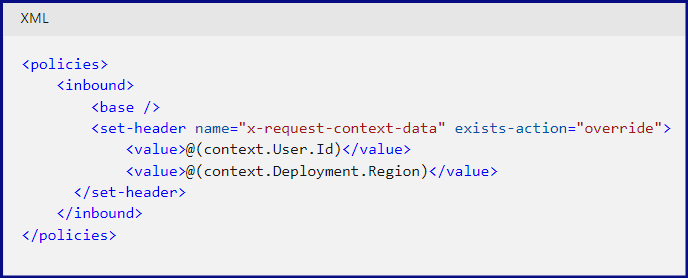 XML
<policies>
<inbound>
<base />
<set-header name="x-request-context-data" exists-action="override">
<value>@(context.User.Id)</value>
<value>@(context.Deployment.Region)</value>
</set-header>
</inbound>
</policies>